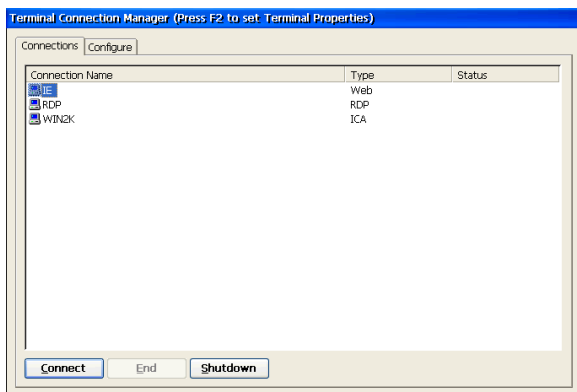 Terminal Connection Manager (Press F2 to set Terminal Properties)
Connections Configure
Connection Name Type Status
IE Web
RDP RDP
WIN2K ICA
Connect End Shutdown